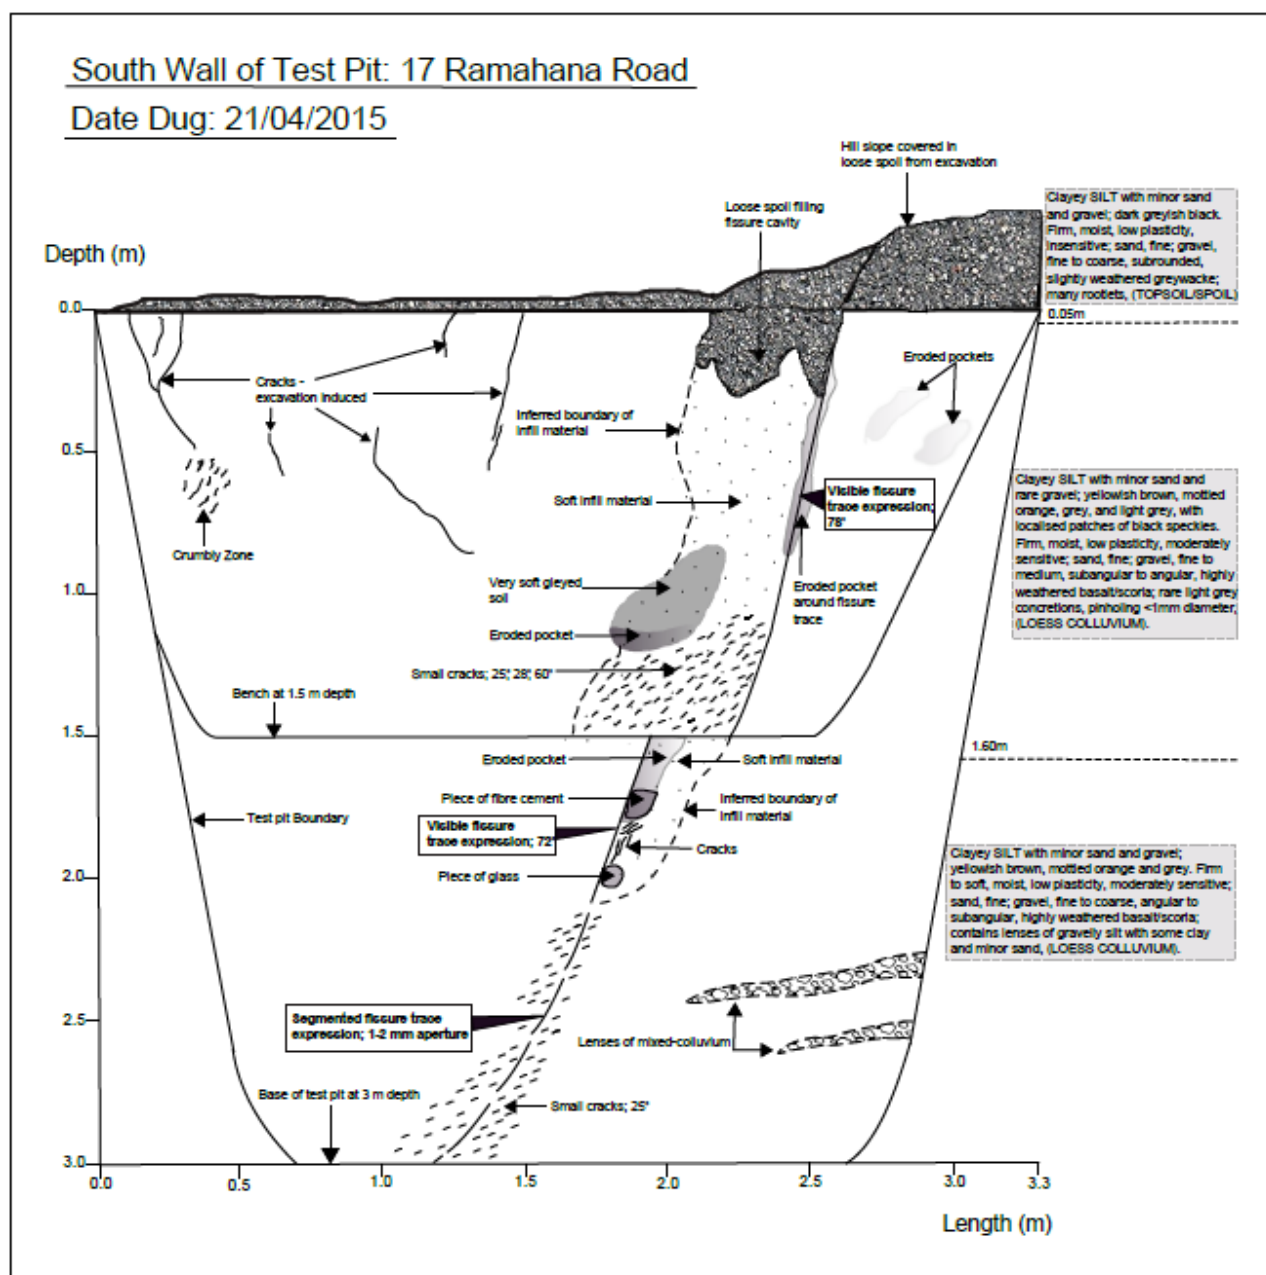 South Wall of Test Pit: 17 Ramahana Road
Date Dug: 21/04/2015
Hill slope covered in
loose spoil from excavation
Loose spoil filling
fissure cavity
Clayey SILT with minor sand
and gravel; dark greyish black.
Firm, moist, low plasticity,
insensitive; sand, fine; gravel,
fine to coarse, subrounded,
slightly weathered greywacke;
many rootlets, (TOPSOIL/SPOIL)
0.05m
Depth (m)
0.0
0.5
1.0
1.5
2.0
2.5
3.0
Cracks -
excavation induced
Crumbly Zone
Inferred boundary of
infill material
Eroded pockets
Soft infill material
Visible fissure
trace expression;
78°
Clayey SILT with minor sand and
rare gravel; yellowish brown, mottled
orange, grey, and light grey, with
localised patches of black speckles.
Firm, moist, low plasticity, moderately
sensitive; sand, fine; gravel, fine to
medium, subangular to angular, highly
weathered basalt/scoria; rare light grey
concretions, pinholing <1mm diameter,
(LOESS COLLUVIUM).
Very soft gleyed
soil
Eroded pocket
around fissure
trace
Eroded pocket
Small cracks; 25°, 28°, 60°
Bench at 1.5 m depth
1.60m
Eroded pocket
Soft infill material
Piece of fibre cement
Inferred boundary of
infill material
Test pit Boundary
Visible fissure
trace expression; 72°
Cracks
Piece of glass
Clayey SILT with minor sand and gravel;
yellowish brown, mottled orange and grey. Firm
to soft, moist, low plasticity, moderately sensitive;
sand, fine; gravel, fine to coarse, angular to
subangular, highly weathered basalt/scoria;
contains lenses of gravelly silt with some clay
and minor sand, (LOESS COLLUVIUM).
Segmented fissure trace
expression; 1-2 mm aperture
Lenses of mixed-colluvium
Base of test pit at 3 m depth
Small cracks; 25°
0.0
0.5
1.0
1.5
2.0
2.5
3.0
3.3
Length (m)